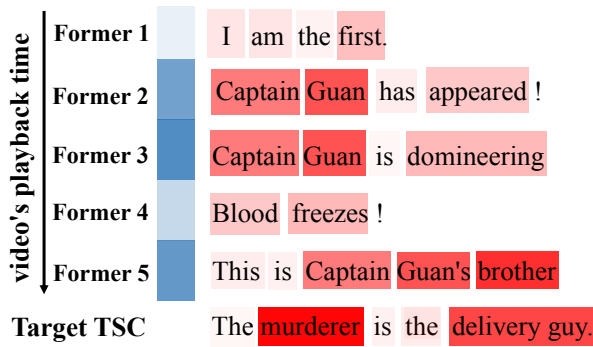 video's playback time
Former 1 I am the first.
Former 2 Captain Guan has appeared !
Former 3 Captain Guan is domineering
Former 4 Blood freezes !
Former 5 This is Captain Guan's brother
Target TSC The murderer is the delivery guy.